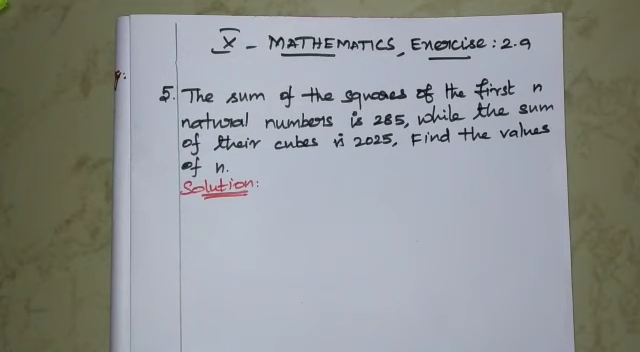 X - MATHEMATICS, Exercise: 2.9
5. The sum of the squares of the first n
natural numbers is 285, while the sum
of their cubes is 2025, Find the values
of n.
Solution: